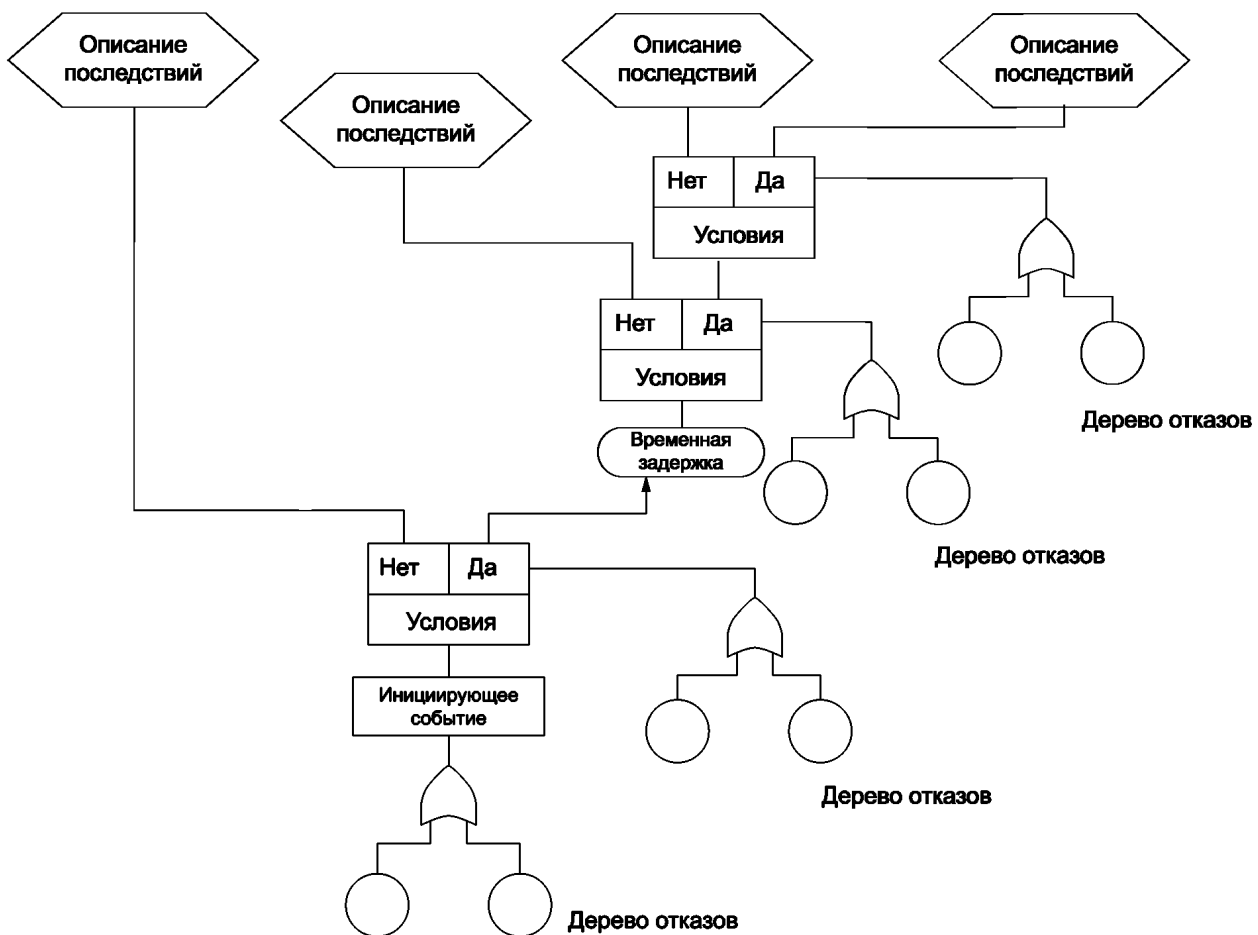 Описание
последствий
Описание
последствий
Описание
последствий
Описание
последствий
Нет
Да
Условия
Нет
Да
Условия
Дерево отказов
Временная
задержка
Дерево отказов
Нет
Да
Условия
Инициирующее
событие
Дерево отказов
Дерево отказов